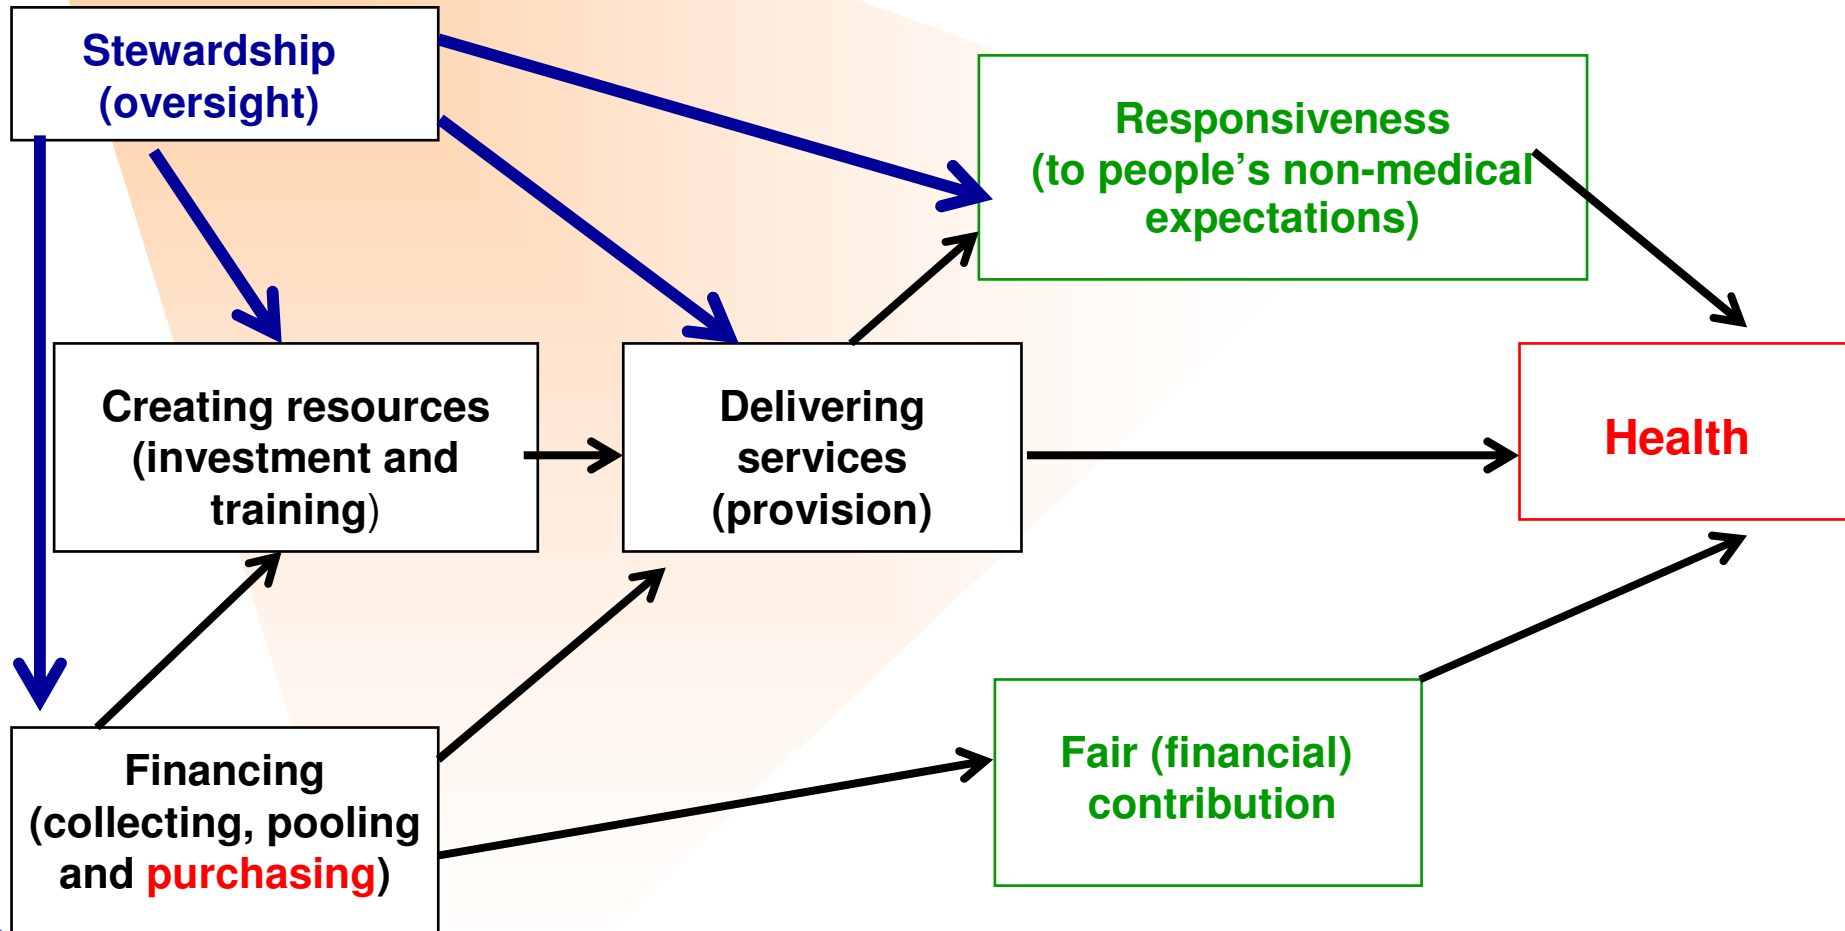 Stewardship
(oversight)
Responsiveness
(to people’s non-medical
expectations)
Creating resources
(investment and
training)
Delivering
services
(provision)
Health
Financing
(collecting, pooling
and purchasing)
Fair (financial)
contribution